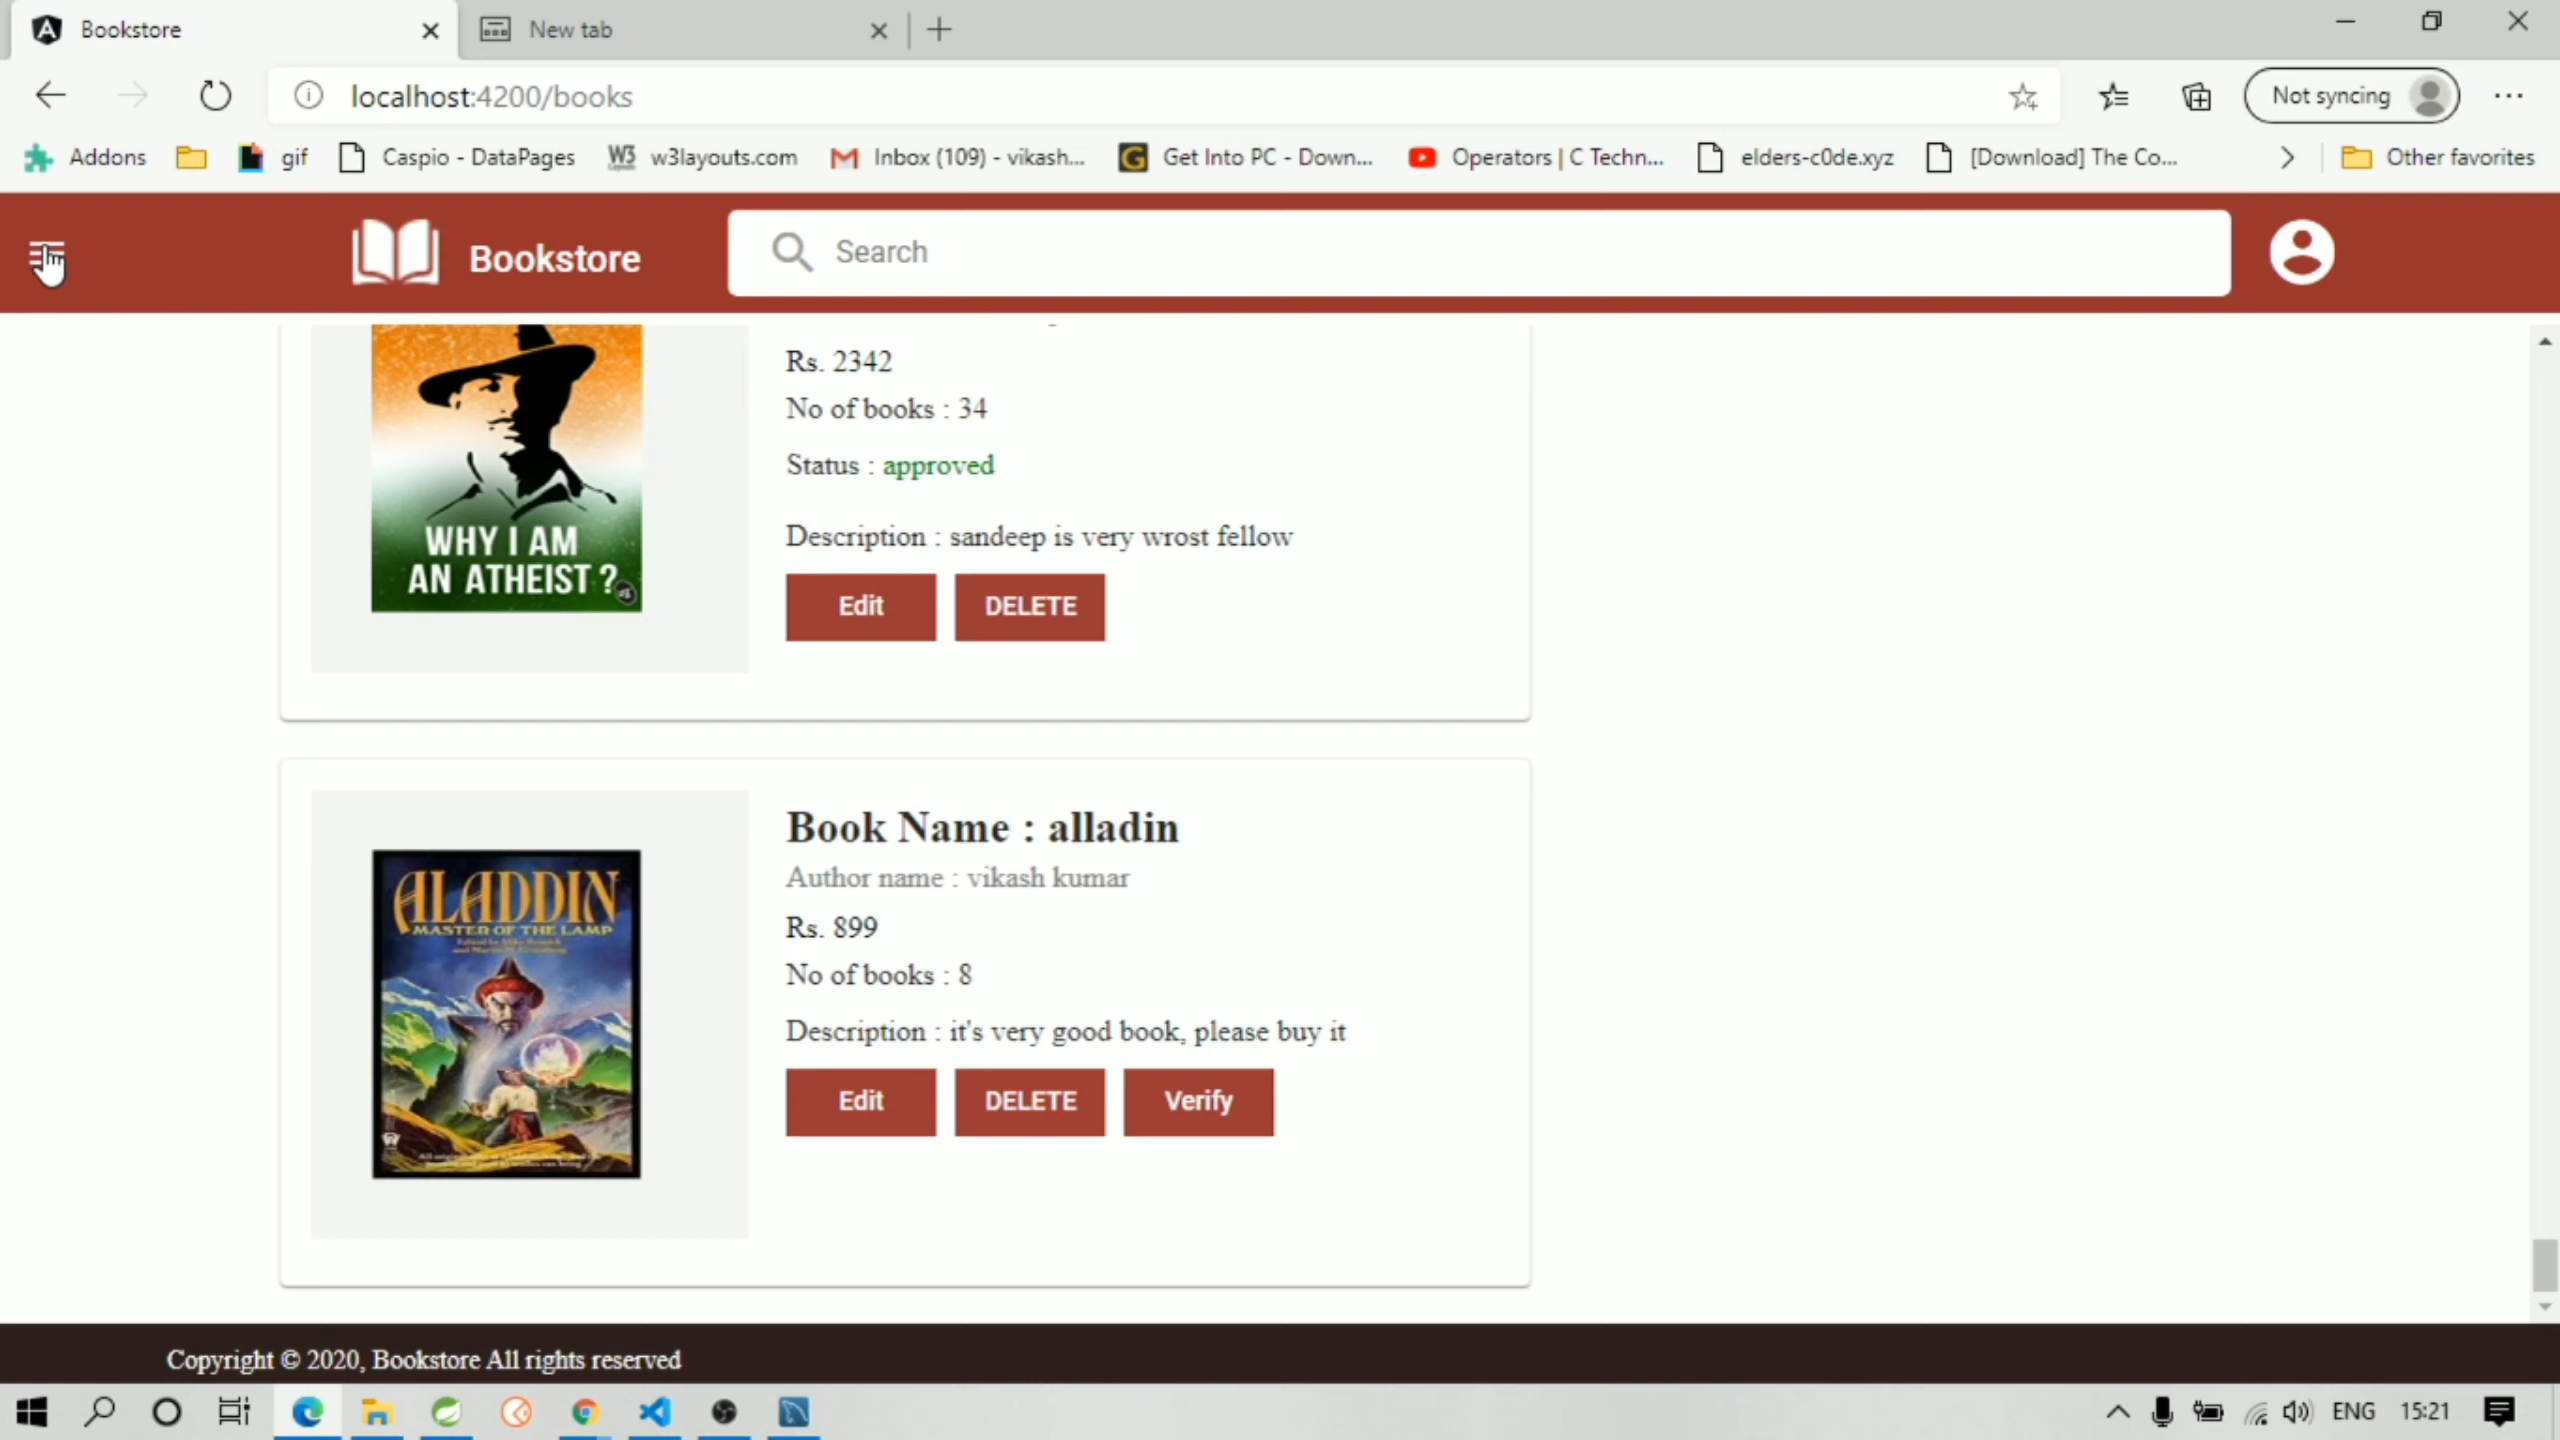 Bookstore
New tab
localhost:4200/books
Not syncing
Addons
gif
Caspio - DataPages
w3layouts.com
Inbox (109) - vikash...
Get Into PC - Down...
Operators | C Techn...
elders-c0de.xyz
[Download] The Co...
Other favorites
Bookstore
Search
WHY I AM
AN ATHEIST ?
Rs. 2342
No of books : 34
Status : approved
Description : sandeep is very wrost fellow
Edit
DELETE
ALADDIN
MASTER OF THE LAMP
Book Name : alladin
Author name : vikash kumar
Rs. 899
No of books : 8
Description : it's very good book, please buy it
Edit
DELETE
Verify
Copyright © 2020, Bookstore All rights reserved
ENG
15:21